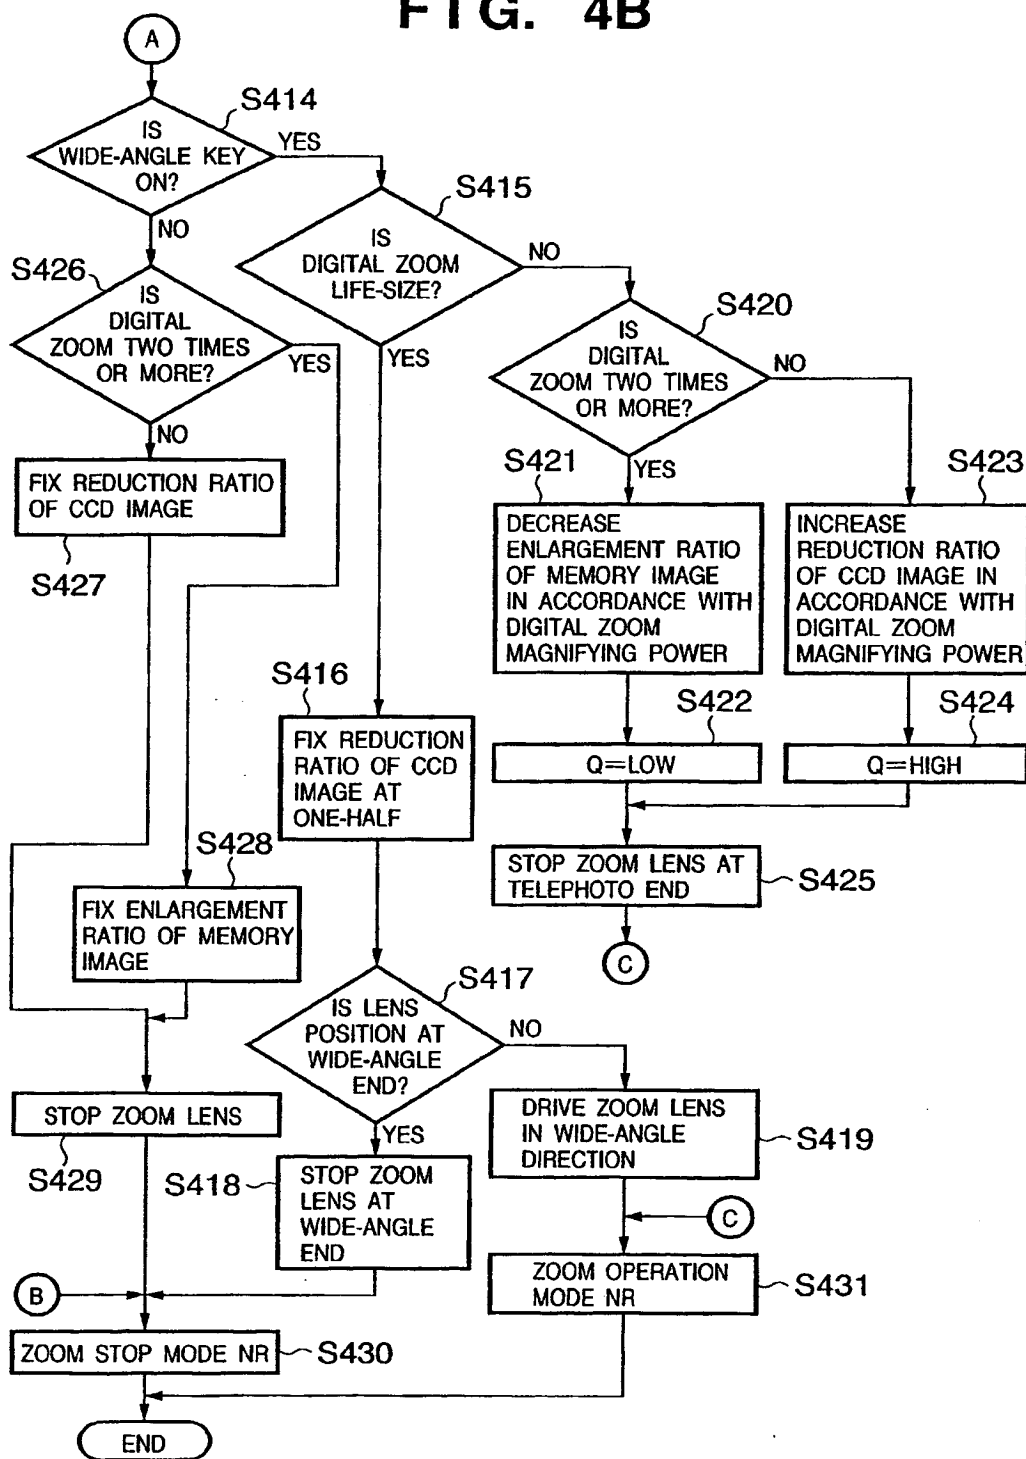 FIG. 4B
A
S414
IS
WIDE-ANGLE KEY
ON?
YES
NO
S415
IS
DIGITAL ZOOM
LIFE-SIZE?
NO
YES
S426
IS
DIGITAL
ZOOM TWO TIMES
OR MORE?
YES
NO
S420
IS
DIGITAL
ZOOM TWO TIMES
OR MORE?
NO
YES
FIX REDUCTION RATIO
OF CCD IMAGE
S427
S421
DECREASE
ENLARGEMENT RATIO
OF MEMORY IMAGE
IN ACCORDANCE WITH
DIGITAL ZOOM
MAGNIFYING POWER
S423
INCREASE
REDUCTION RATIO
OF CCD IMAGE IN
ACCORDANCE WITH
DIGITAL ZOOM
MAGNIFYING POWER
S416
FIX REDUCTION
RATIO OF CCD
IMAGE AT
ONE-HALF
S422
Q=LOW
S424
Q=HIGH
S428
FIX ENLARGEMENT
RATIO OF MEMORY
IMAGE
STOP ZOOM LENS AT
TELEPHOTO END
S425
C
S417
IS LENS
POSITION AT
WIDE-ANGLE
END?
NO
YES
STOP ZOOM LENS
S429
S418
STOP ZOOM
LENS AT
WIDE-ANGLE
END
DRIVE ZOOM LENS
IN WIDE-ANGLE
DIRECTION
S419
C
B
ZOOM OPERATION
MODE NR
S431
ZOOM STOP MODE NR
S430
END